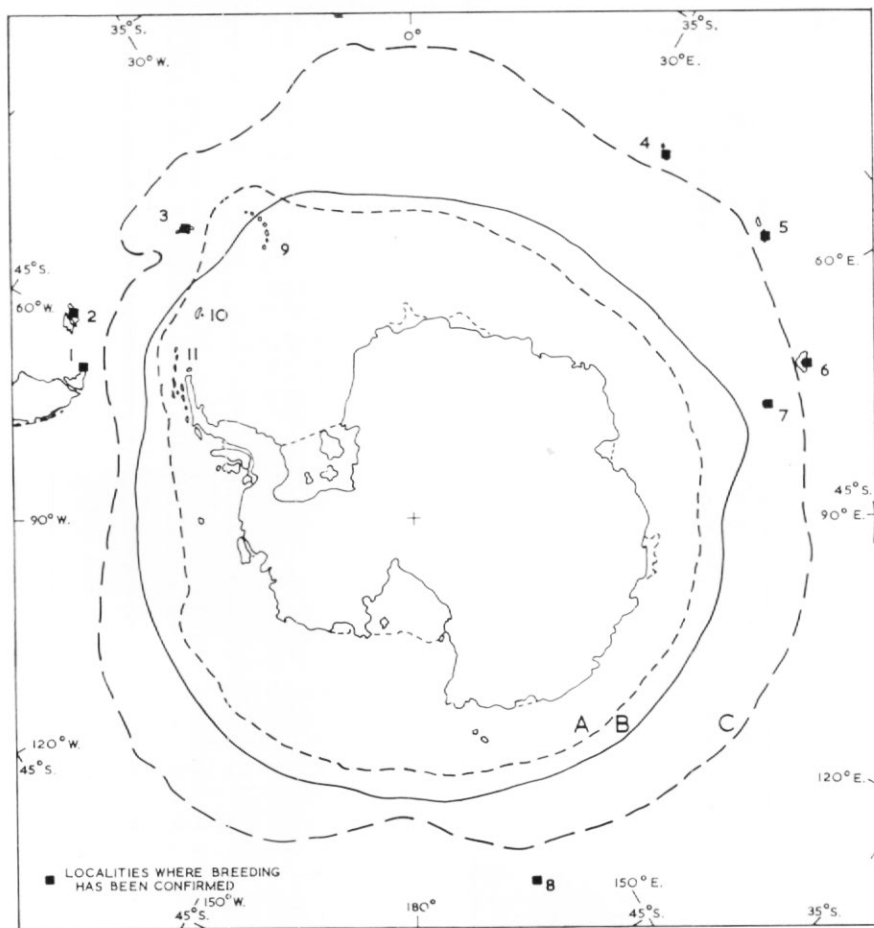 35°S.
30°W.
0°
35°S.
30°E.
4
3
5
9
60°E.
45°S.
60°W.
2
10
1
11
6
7
45°S.
90°W.
90°E.
A B C
120°W.
45°S.
120°E.
LOCALITIES WHERE BREEDING
HAS BEEN CONFIRMED
8
150°W.
45°S.
180°
150°E.
45°S.
35°S.